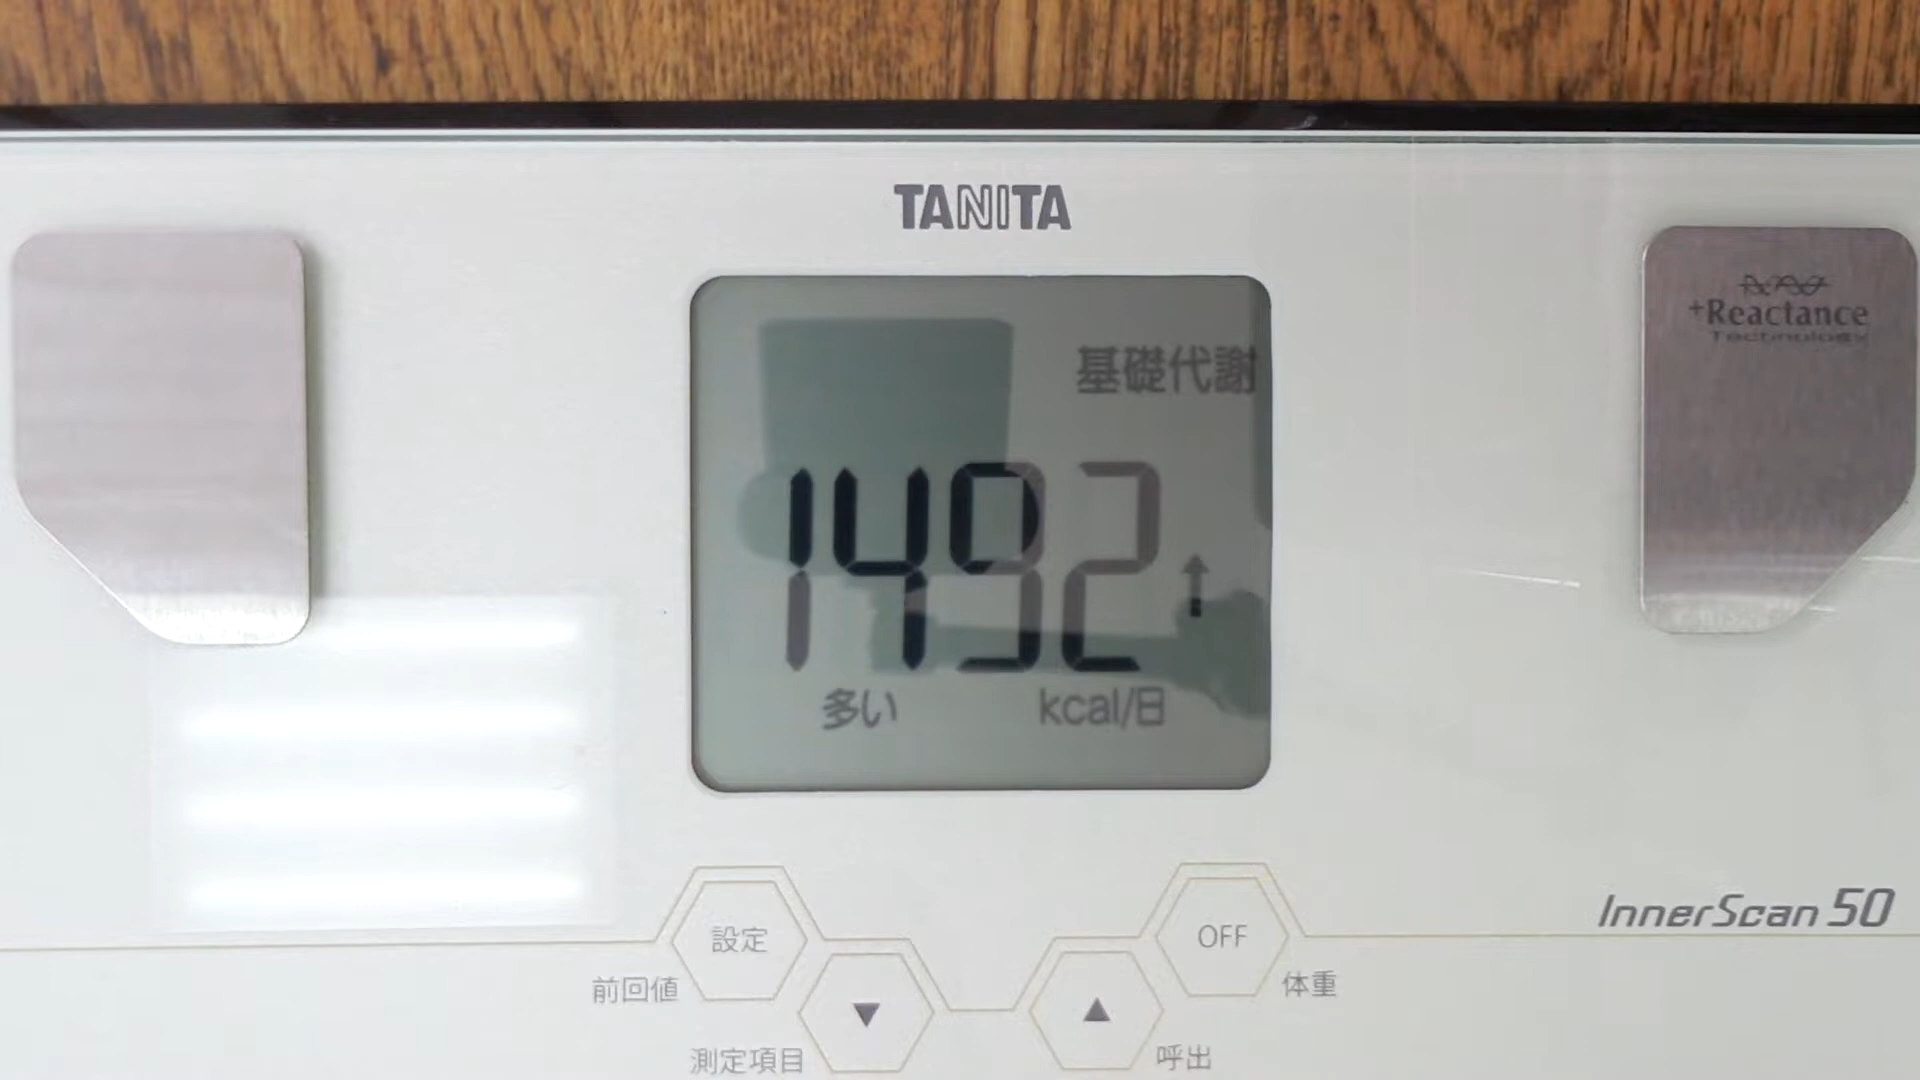 TANITA
+Reactance
Technology
基礎代謝
1492
多い kcal/日
InnerScan 50
設定 OFF
前回値 体重
▼ ▲
測定項目 呼出